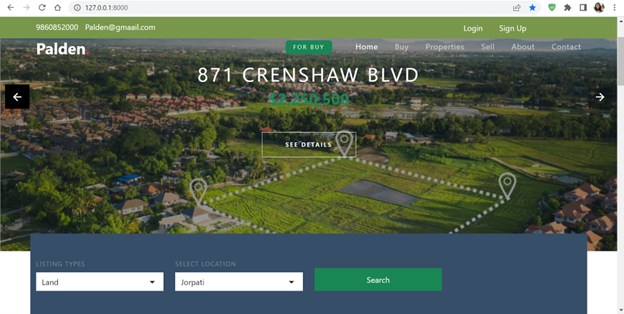 127.0.0.1:8000
9860852000 Palden@gmaail.com Login Sign Up
Palden.
FOR BUY
Home Buy Properties Sell About Contact
871 CRENSHAW BLVD
$2.250.500
SEE DETAILS
LISTING TYPES SELECT LOCATION
Land Jorpati Search